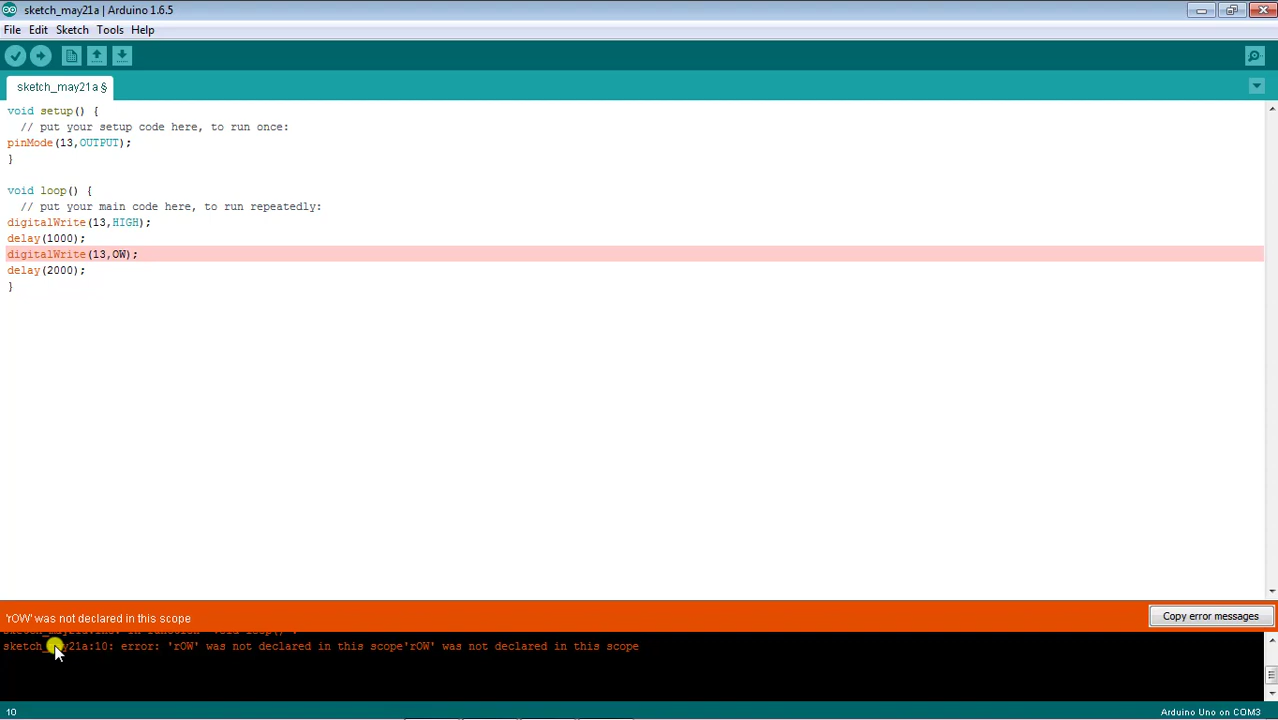 sketch_may21a | Arduino 1.6.5
File Edit Sketch Tools Help
sketch_may21a §
void setup() {
  // put your setup code here, to run once:
pinMode(13,OUTPUT);
}
void loop() {
  // put your main code here, to run repeatedly:
digitalWrite(13,HIGH);
delay(1000);
digitalWrite(13,OW);
delay(2000);
}
'rOW' was not declared in this scope
Copy error messages
sketch_may21a:10: error: 'rOW' was not declared in this scope'rOW' was not declared in this scope
10
Arduino Uno on COM3